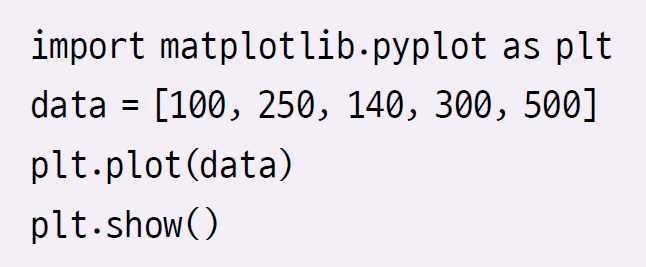 import matplotlib.pyplot as plt
data = [100, 250, 140, 300, 500]
plt.plot(data)
plt.show()